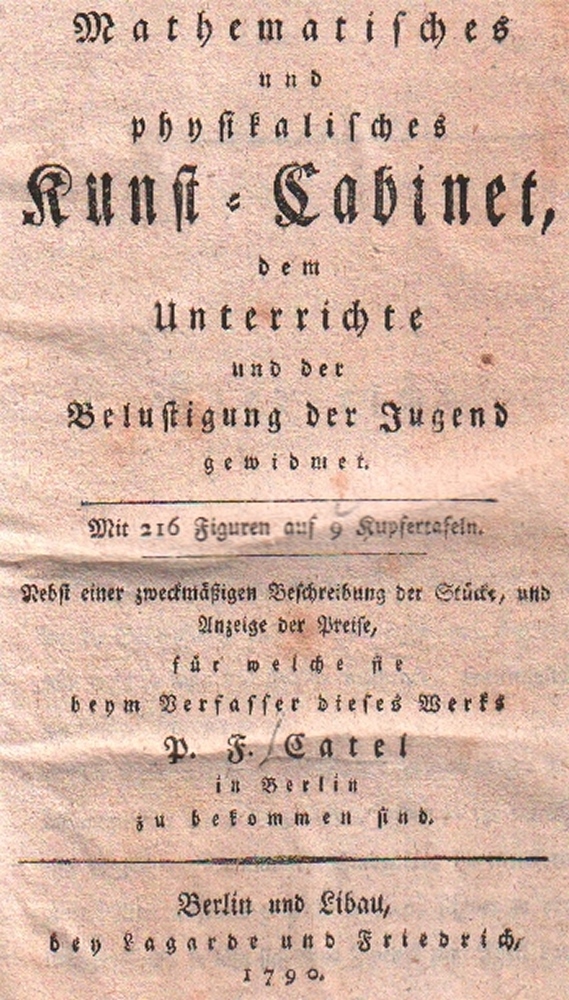 Mathematisches
und
physikalisches
Kunst-Cabinet,
dem
Unterrichte
und der
Belustigung der Jugend
gewidmet.
Mit 216 Figuren auf 9 Kupfertafeln.
Nebst einer zweckmäßigen Beschreibung der Stücke, und
Anzeige der Preise,
für welche sie
beym Verfasser dieses Werks
P. F. Catel
in Berlin
zu bekommen sind.
Berlin und Libau,
bey Lagarde und Friedrich,
1790.